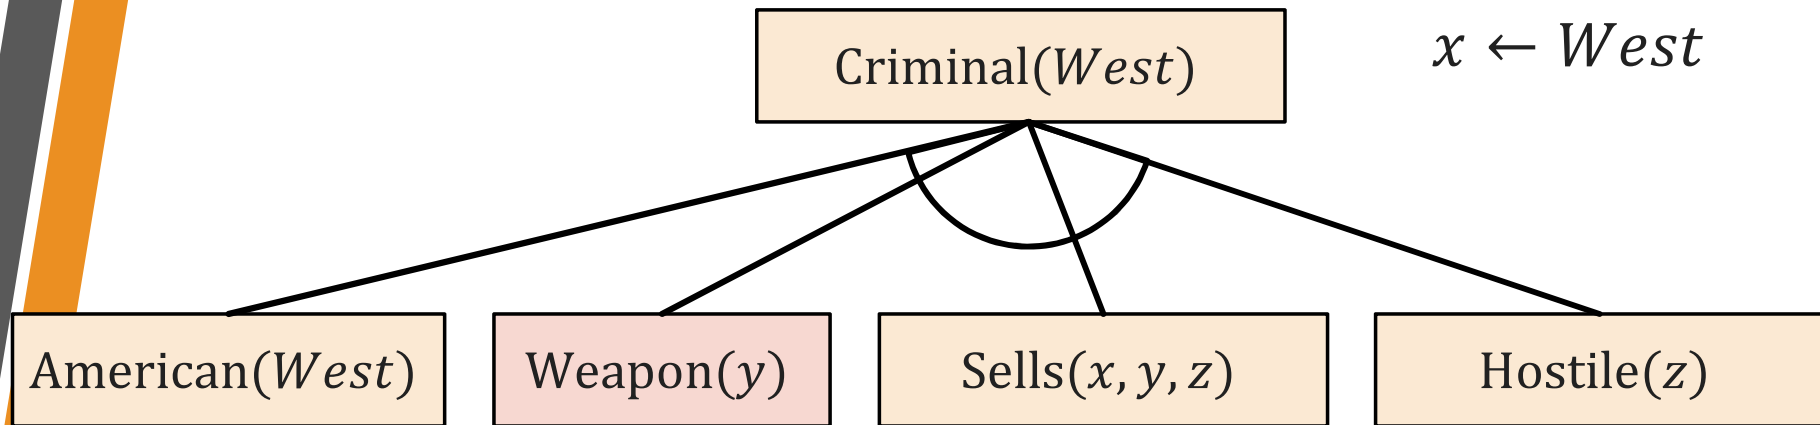 Criminal(West)
x ← West
American(West)
Weapon(y)
Sells(x, y, z)
Hostile(z)